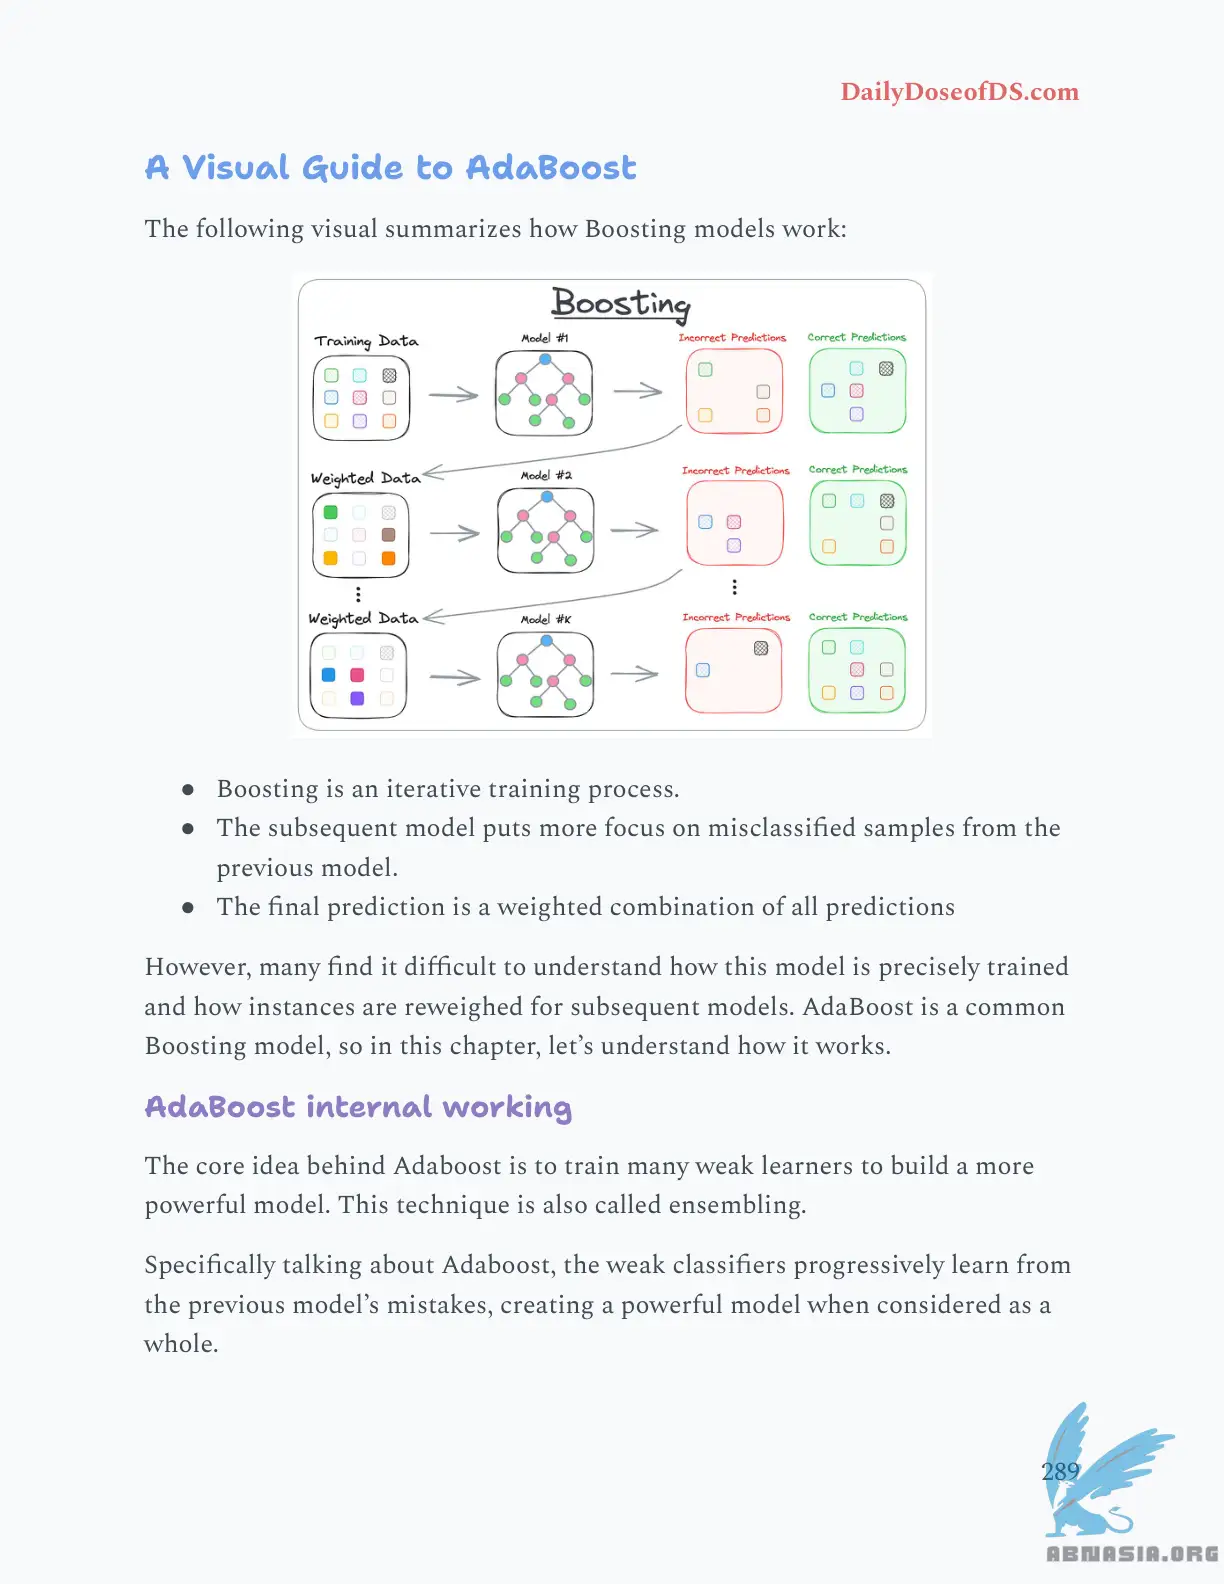 DailyDoseofDS.com
A Visual Guide to AdaBoost
The following visual summarizes how Boosting models work:
Boosting
Training Data
Model #1
Incorrect Predictions
Correct Predictions
Weighted Data
Model #2
Incorrect Predictions
Correct Predictions
Weighted Data
Model #K
Incorrect Predictions
Correct Predictions
● Boosting is an iterative training process.
● The subsequent model puts more focus on misclassified samples from the
previous model.
● The final prediction is a weighted combination of all predictions
However, many find it difficult to understand how this model is precisely trained
and how instances are reweighed for subsequent models. AdaBoost is a common
Boosting model, so in this chapter, let’s understand how it works.
AdaBoost internal working
The core idea behind Adaboost is to train many weak learners to build a more
powerful model. This technique is also called ensembling.
Specifically talking about Adaboost, the weak classifiers progressively learn from
the previous model’s mistakes, creating a powerful model when considered as a
whole.
289
ABNASIA.ORG